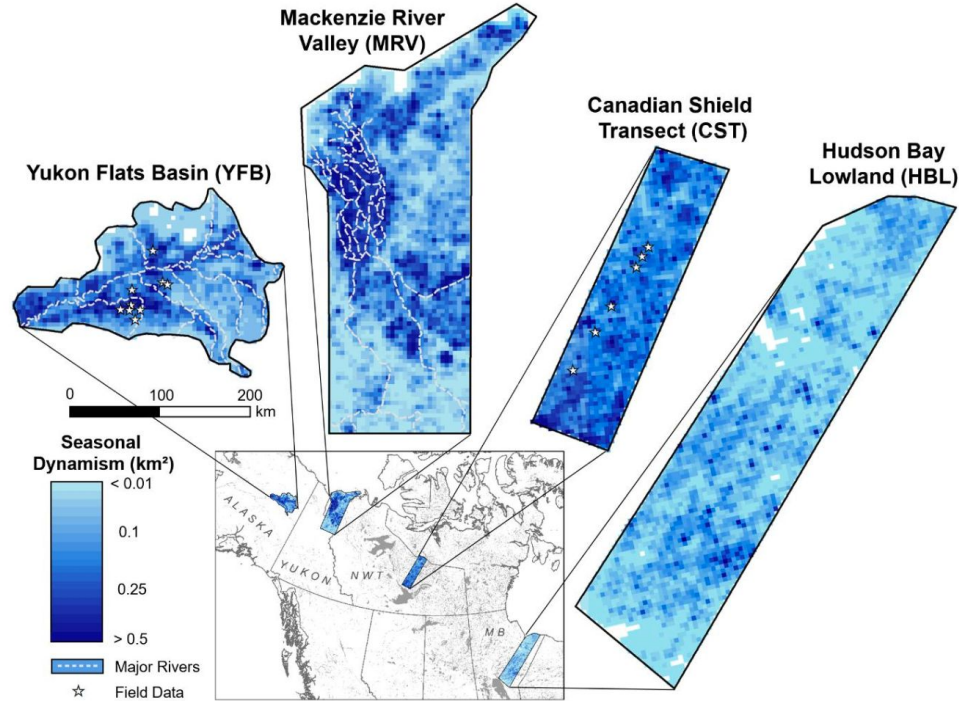 Mackenzie River
Valley (MRV)
Canadian Shield
Transect (CST)
Hudson Bay
Lowland (HBL)
Yukon Flats Basin (YFB)
0 100 200
km
Seasonal
Dynamism (km²)
< 0.01
0.1
0.25
> 0.5
Major Rivers
Field Data
ALASKA
YUKON
NWT
MB